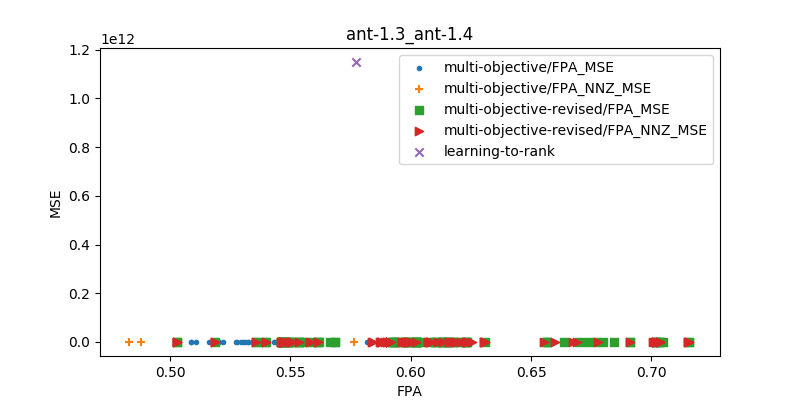 ant-1.3_ant-1.4
1e12
1.2
1.0
0.8
0.6
0.4
0.2
0.0
MSE
multi-objective/FPA_MSE
multi-objective/FPA_NNZ_MSE
multi-objective-revised/FPA_MSE
multi-objective-revised/FPA_NNZ_MSE
learning-to-rank
0.50 0.55 0.60 0.65 0.70
FPA